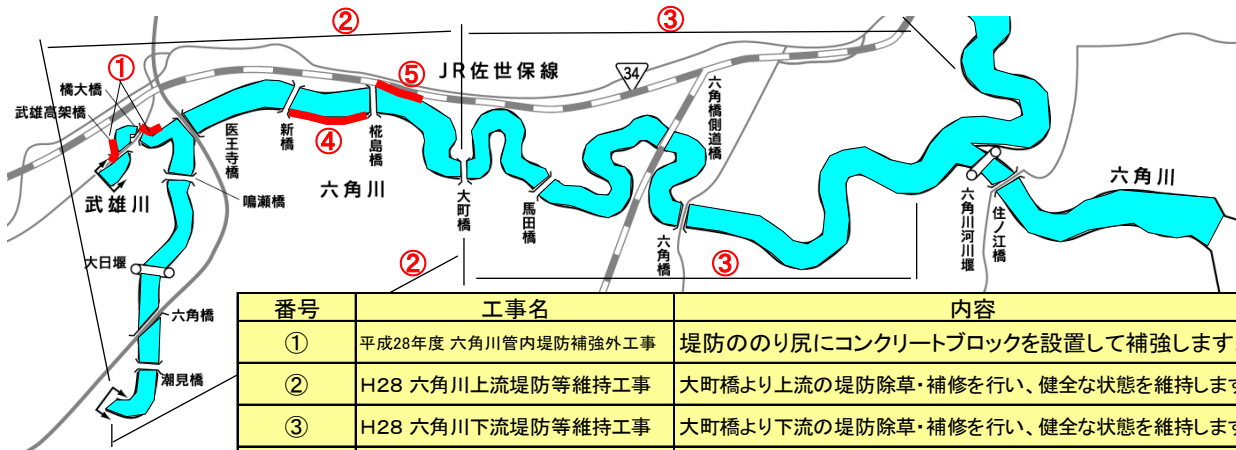 ②
③
①
⑤
JR佐世保線
34
橘大橋
武雄高架橋
医王寺橋
新橋
④
椛島橋
六角橋側道橋
六角川
六角川
武雄川
鳴瀬橋
大町橋
馬田橋
六角橋
六角川河川堰
住ノ江橋
大日堰
②
③
六角橋
潮見橋
番号 工事名 内容
① 平成28年度 六角川管内堤防補強外工事 堤防ののり尻にコンクリートブロックを設置して補強します
② H28 六角川上流堤防等維持工事 大町橋より上流の堤防除草・補修を行い、健全な状態を維持します
③ H28 六角川下流堤防等維持工事 大町橋より下流の堤防除草・補修を行い、健全な状態を維持します